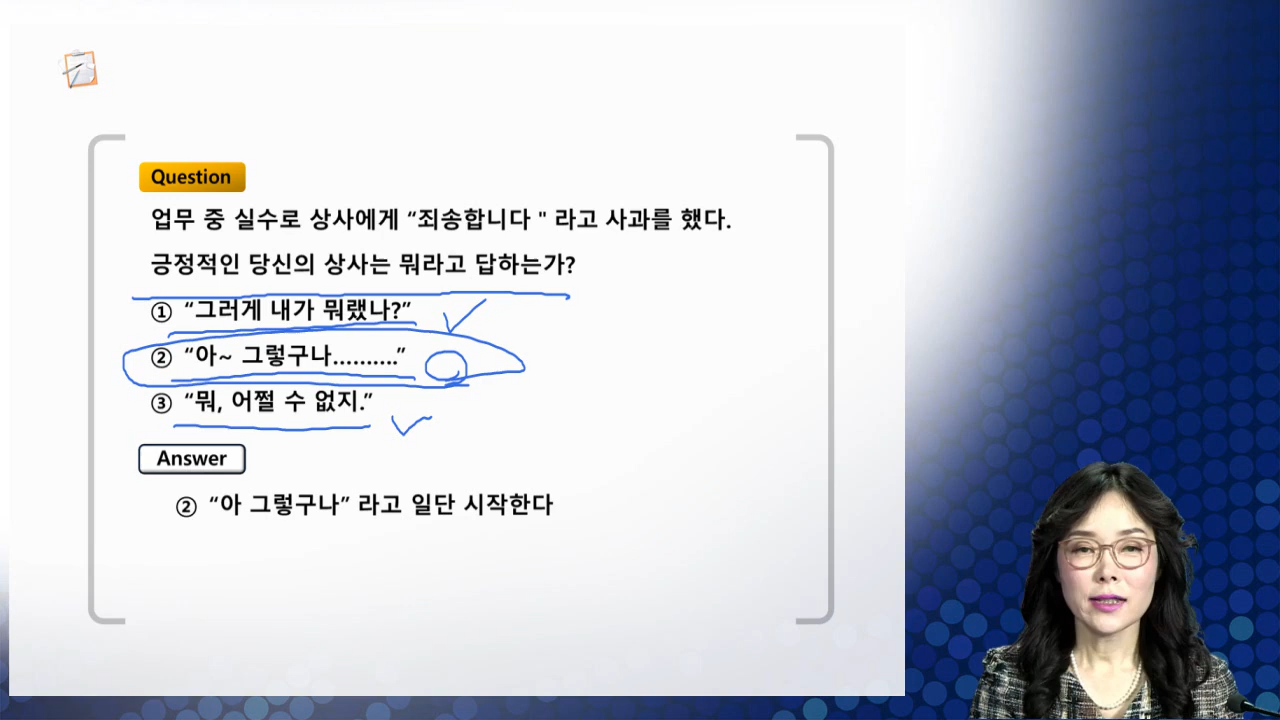 Question
업무 중 실수로 상사에게 “죄송합니다 " 라고 사과를 했다.
긍정적인 당신의 상사는 뭐라고 답하는가?
① “그러게 내가 뭐랬나?”
② “아~ 그렇구나..........”
③ “뭐, 어쩔 수 없지.”
Answer
② “아 그렇구나” 라고 일단 시작한다